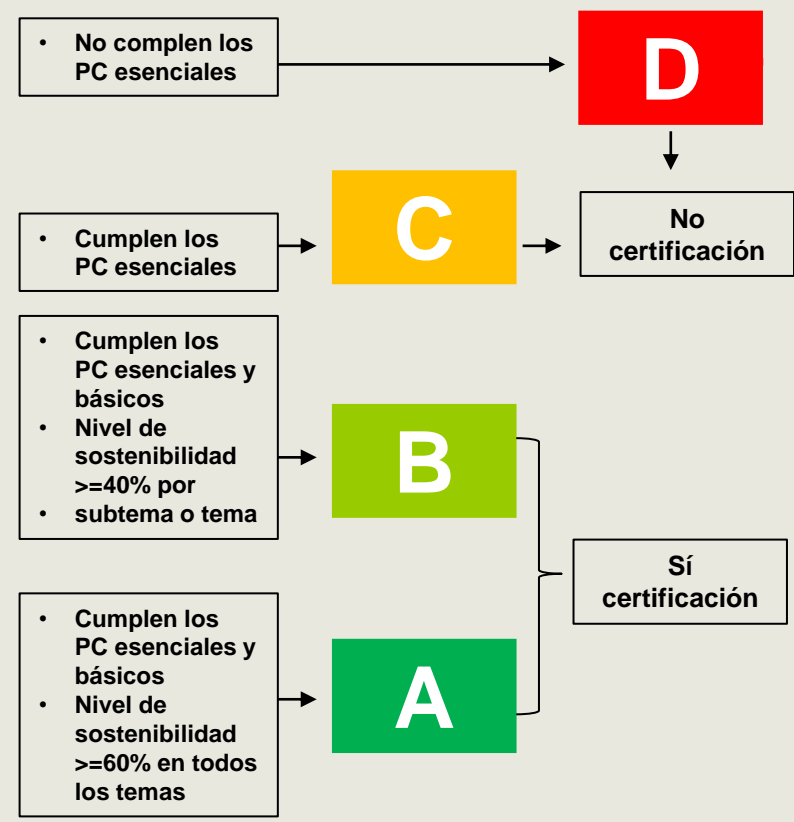 • No complen los
PC esenciales
D
• Cumplen los
PC esenciales
C
No
certificación
• Cumplen los
PC esenciales y
básicos
• Nivel de
sostenibilidad
>=40% por
• subtema o tema
B
Sí
certificación
• Cumplen los
PC esenciales y
básicos
• Nivel de
sostenibilidad
>=60% en todos
los temas
A